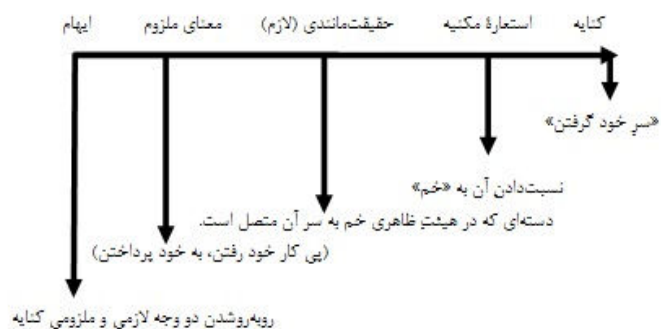 کنایه استعارهٔ مکنیه حقیقت‌مانندی (لازم) معنای ملزوم ایهام
«سرِ خود گرفتن»
نسبت‌دادن آن به «خم»
دسته‌ای که در هیئتِ ظاهری خم به سر آن متصل است.
(پی کار خود رفتن، به خود پرداختن)
روبه‌روشدن دو وجه لازمی و ملزومی کنایه